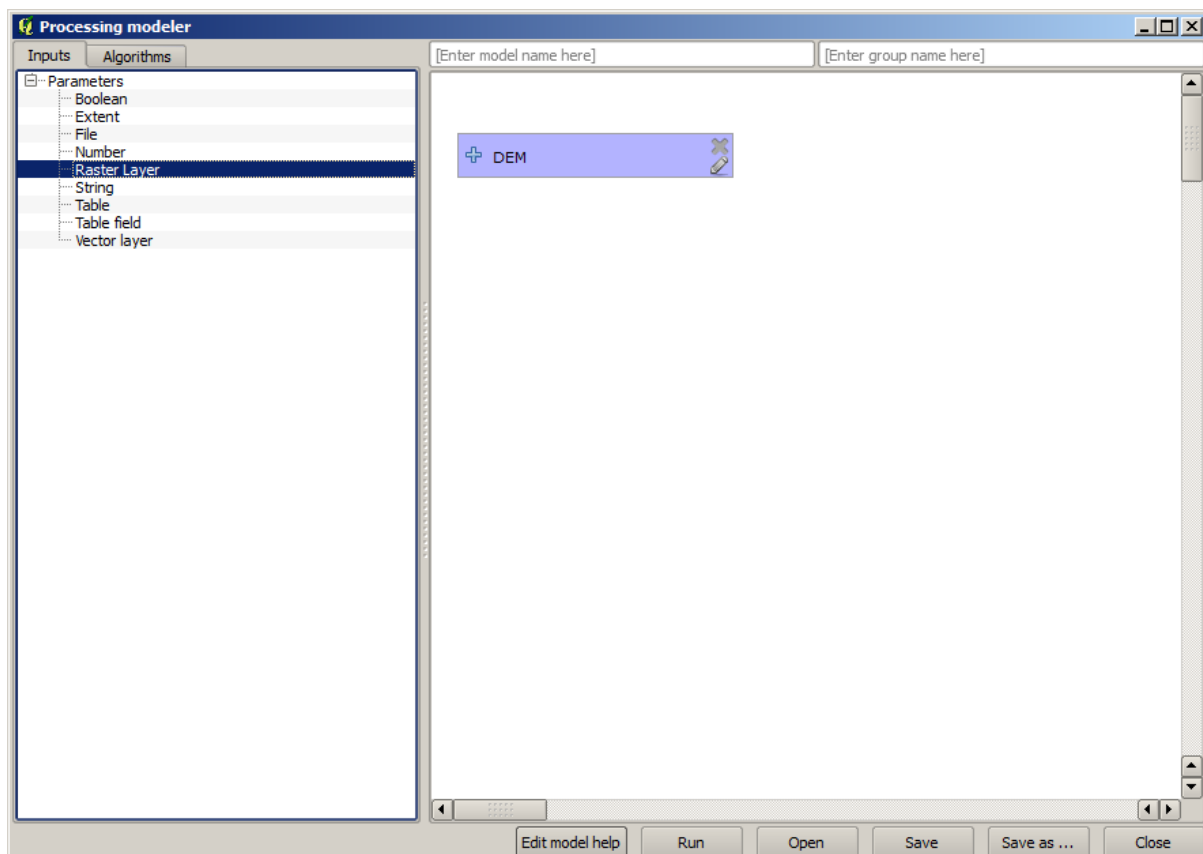 Processing modeler
Inputs Algorithms
[Enter model name here] [Enter group name here]
Parameters
Boolean
Extent
File
Number
Raster Layer
String
Table
Table field
Vector layer
DEM
Edit model help Run Open Save Save as ... Close